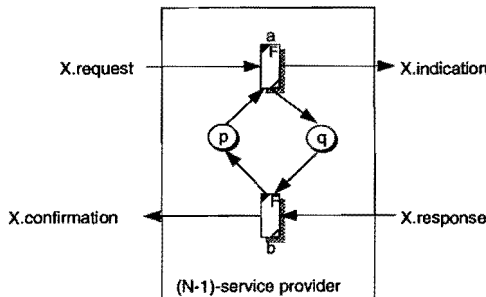 a
F
X.request
X.indication
p
q
F
X.confirmation
X.response
b
(N-1)-service provider